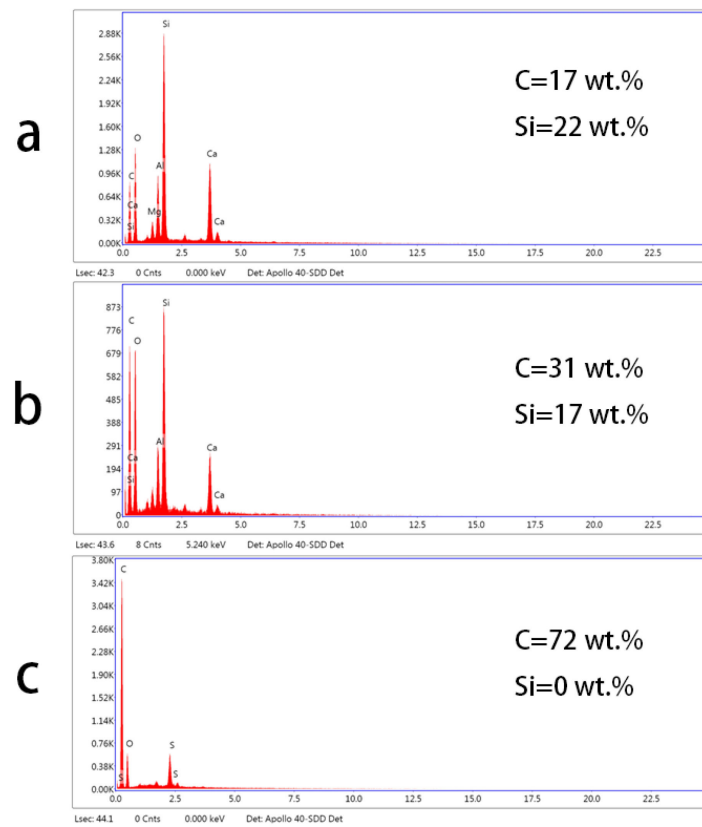 a
2.88K
2.56K
2.24K
1.92K
1.60K
1.28K
0.96K
0.64K
0.32K
0.00K
Si
O
C
Ca
Si
Mg
Al
Ca
Ca
C=17 wt.%
Si=22 wt.%
0.0 2.5 5.0 7.5 10.0 12.5 15.0 17.5 20.0 22.5
Lsec: 42.3 0 Cnts 0.000 keV Det: Apollo 40-SDD Det
b
873
776
679
582
485
388
291
194
97
0
Si
C
O
Ca
Si
Al
Ca
Ca
C=31 wt.%
Si=17 wt.%
0.0 2.5 5.0 7.5 10.0 12.5 15.0 17.5 20.0 22.5
Lsec: 43.6 8 Cnts 5.240 keV Det: Apollo 40-SDD Det
c
3.80K
3.42K
3.04K
2.66K
2.28K
1.90K
1.52K
1.14K
0.76K
0.38K
0.00K
C
O
S
S
S
C=72 wt.%
Si=0 wt.%
0.0 2.5 5.0 7.5 10.0 12.5 15.0 17.5 20.0 22.5
Lsec: 44.1 0 Cnts 0.000 keV Det: Apollo 40-SDD Det